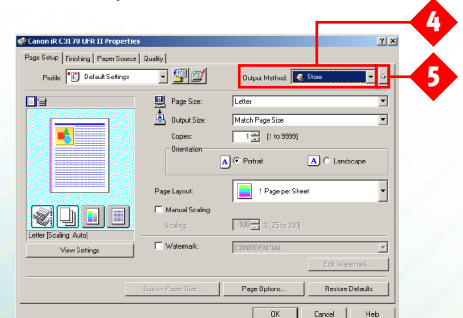 4
Canon iR C3170 UFR II Properties
Page Setup Finishing Paper Source Quality
Profile: Default Settings Output Method: Store
5
Page Size: Letter
Output Size: Match Page Size
Copies: 1 [1 to 9999]
Orientation
A Portrait A Landscape
Page Layout: 1 Page per Sheet
Manual Scaling
Scaling: 100 % [25 to 200]
Letter [Scaling: Auto]
View Settings
Watermark: CONFIDENTIAL
Edit Watermark...
Custom Paper Size... Page Options... Restore Defaults
OK Cancel Help